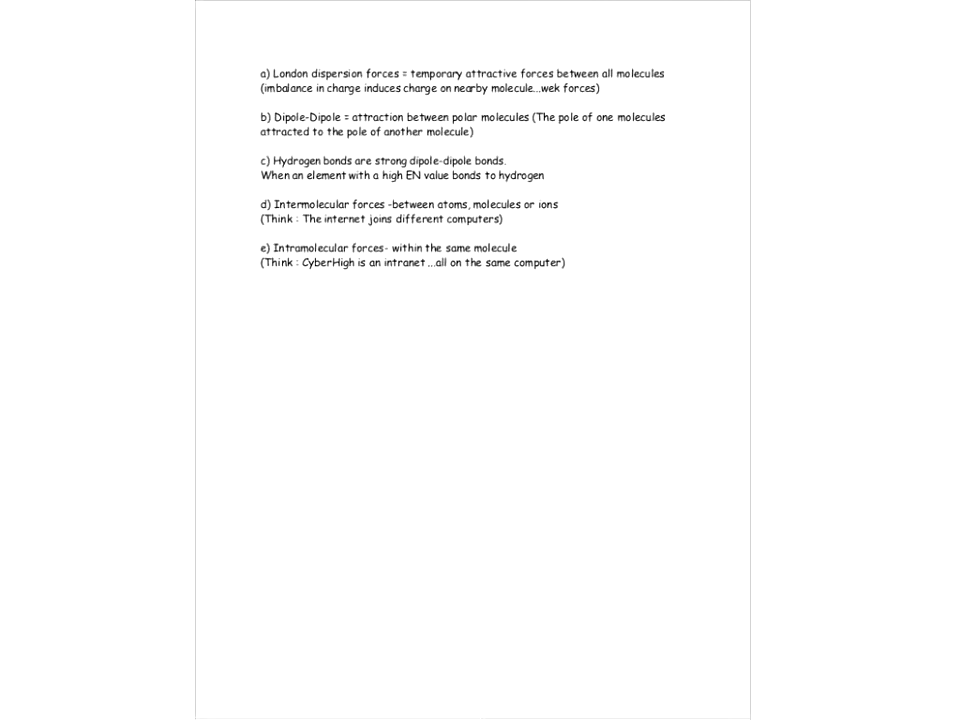 a) London dispersion forces = temporary attractive forces between all molecules
(imbalance in charge induces charge on nearby molecule...wek forces)
b) Dipole-Dipole = attraction between polar molecules (The pole of one molecules
attracted to the pole of another molecule)
c) Hydrogen bonds are strong dipole-dipole bonds.
When an element with a high EN value bonds to hydrogen
d) Intermolecular forces -between atoms, molecules or ions
(Think : The internet joins different computers)
e) Intramolecular forces- within the same molecule
(Think : CyberHigh is an intranet ...all on the same computer)